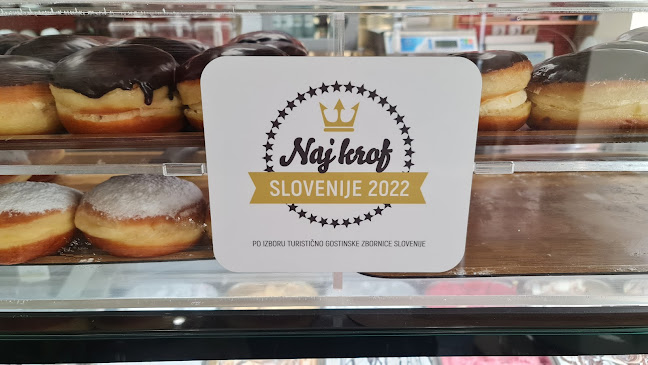 Naj krof
SLOVENIJE 2022
PO IZBORU TURISTIČNO GOSTINSKE ZBORNICE SLOVENIJE